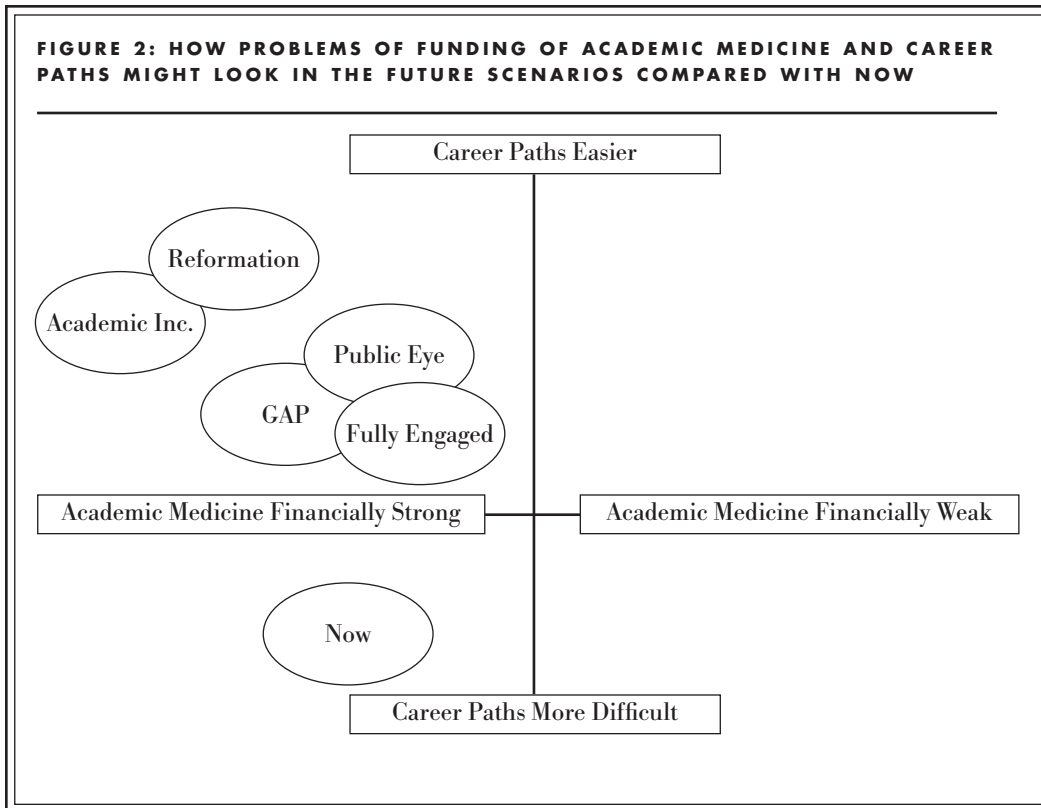 FIGURE 2: HOW PROBLEMS OF FUNDING OF ACADEMIC MEDICINE AND CAREER
PATHS MIGHT LOOK IN THE FUTURE SCENARIOS COMPARED WITH NOW
Career Paths Easier
Reformation
Academic Inc.
Public Eye
GAP
Fully Engaged
Academic Medicine Financially Strong
Academic Medicine Financially Weak
Now
Career Paths More Difficult